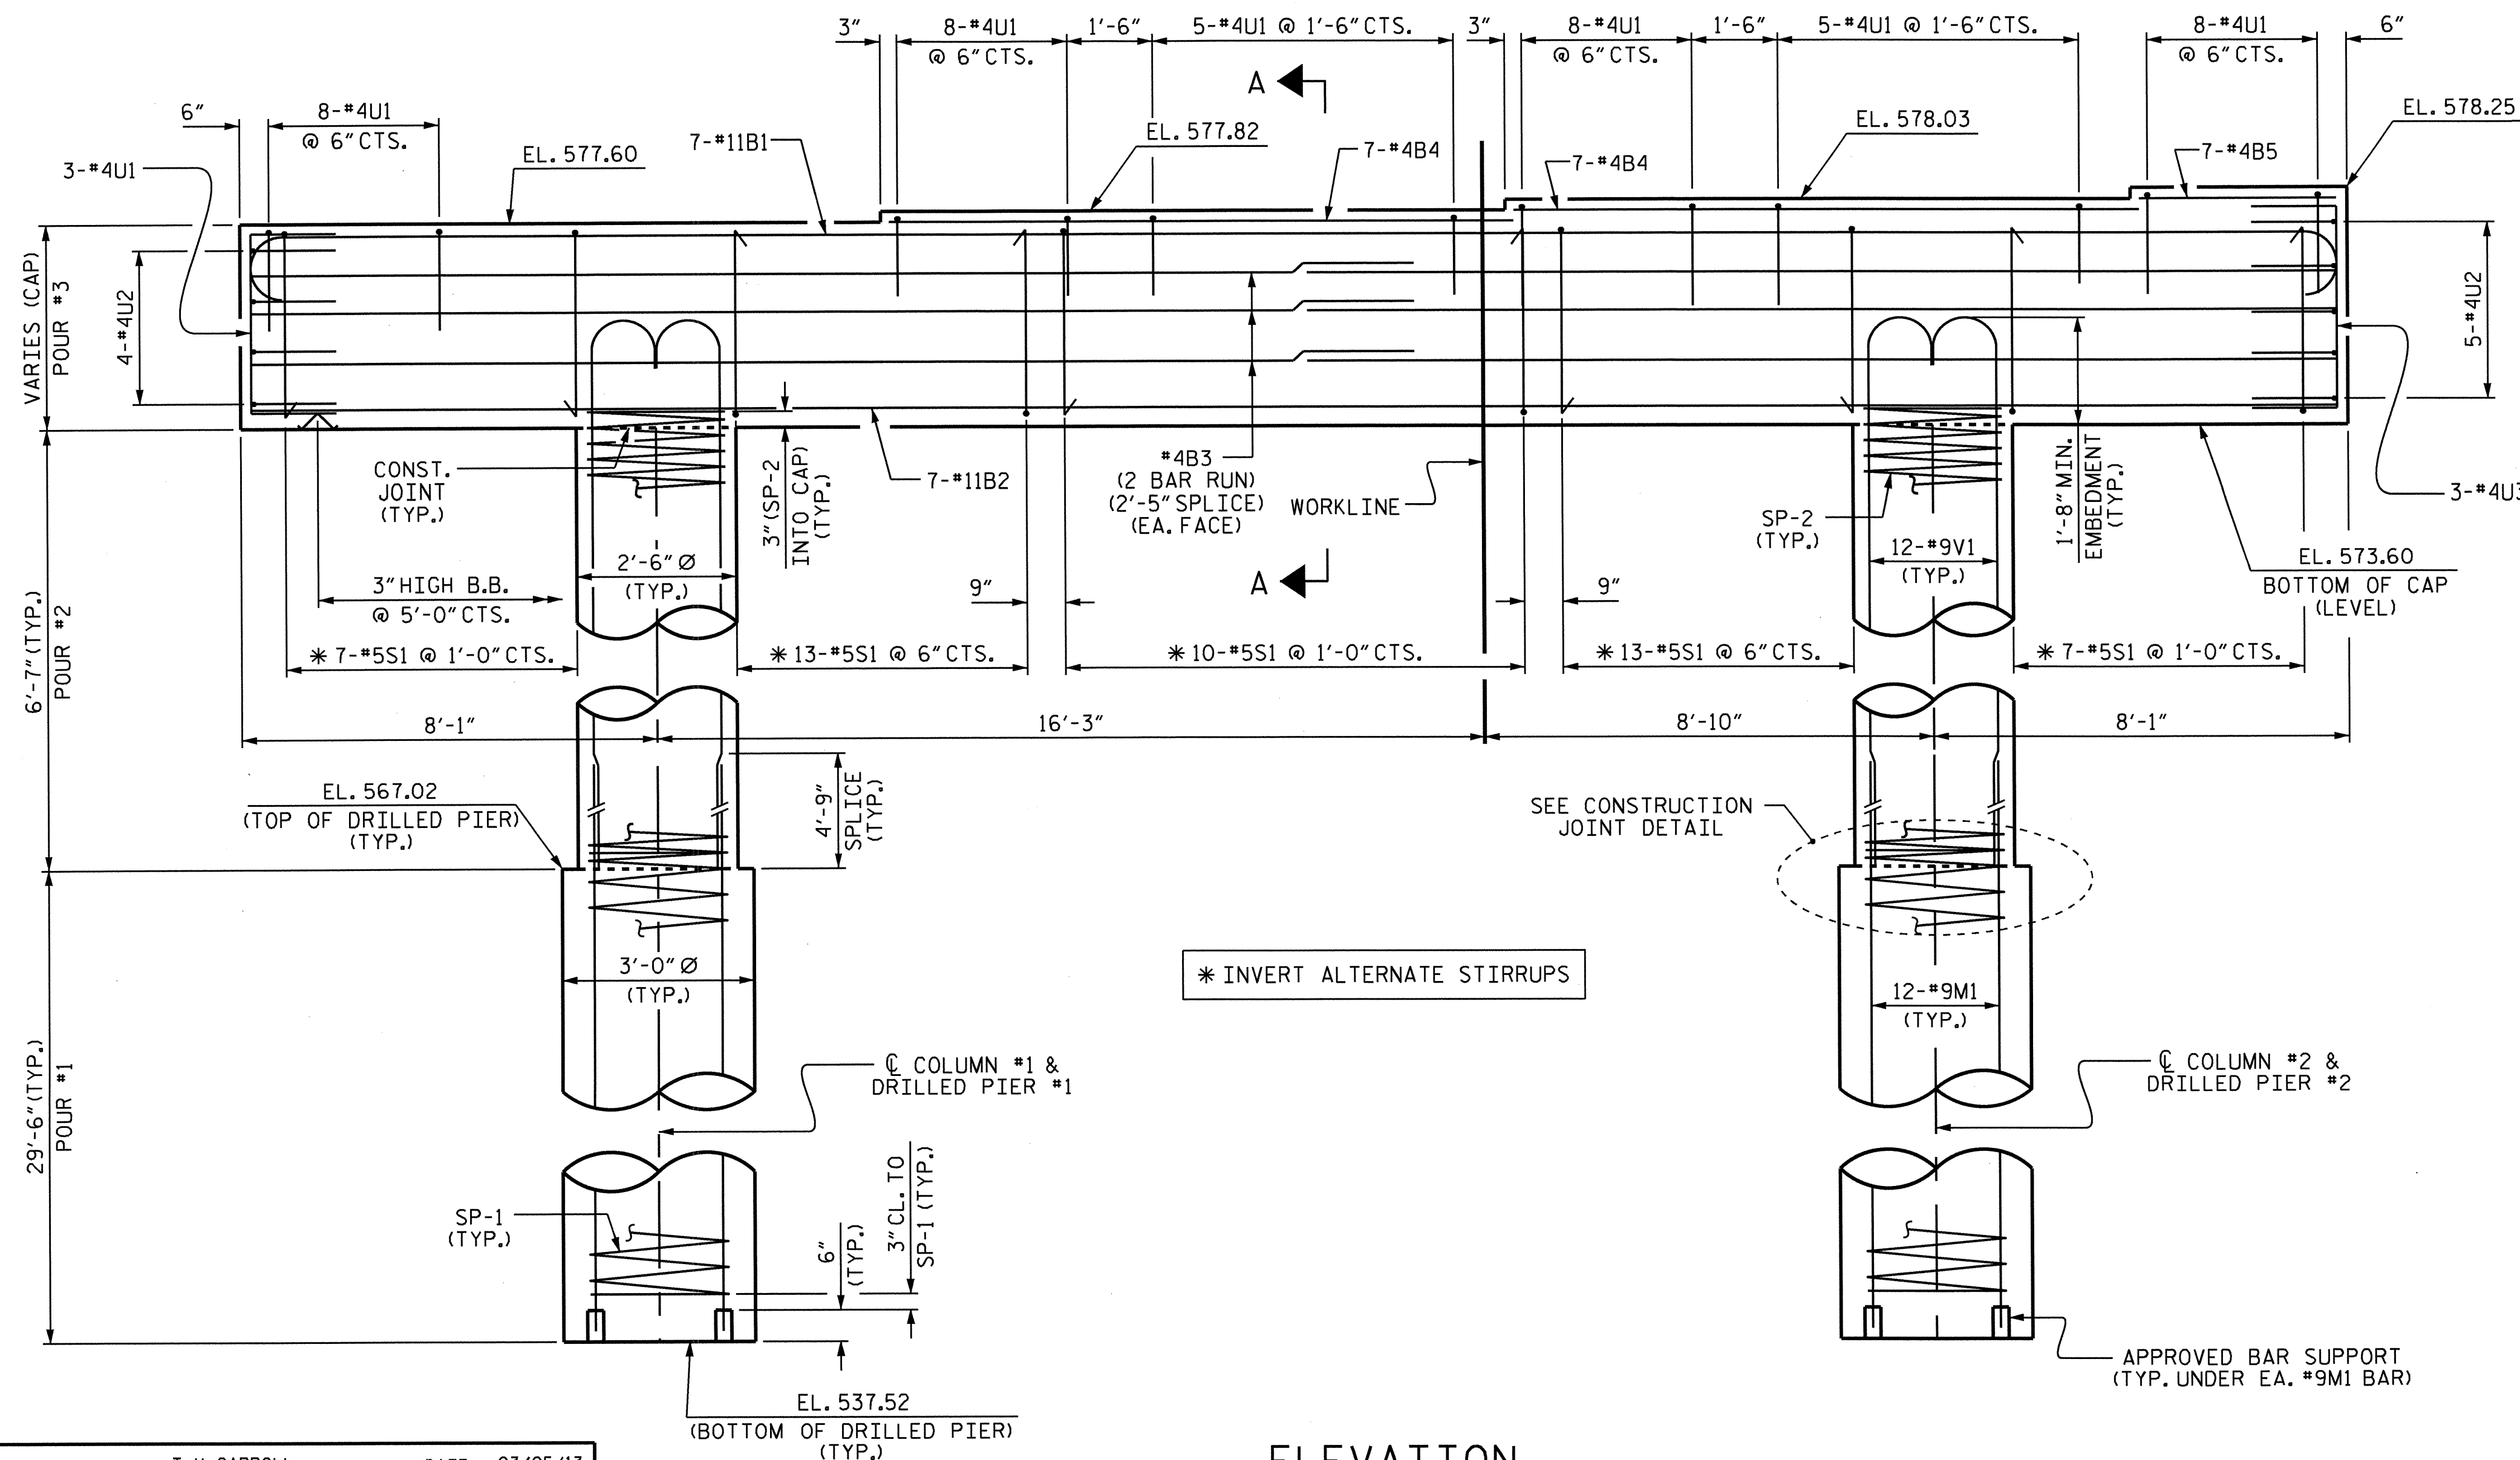 3" 8-#4U1 1'-6" 5-#4U1 @ 1'-6" CTS. 3" 8-#4U1 1'-6" 5-#4U1 @ 1'-6" CTS. 8-#4U1 6"
@ 6" CTS. @ 6" CTS. @ 6" CTS.
A
6" 8-#4U1
@ 6" CTS.
3-#4U1
EL. 577.60
7-#11B1
EL. 577.82
7-#4B4
7-#4B4
EL. 578.03
7-#4B5
EL. 578.25
VARIES (CAP)
POUR #3
4-#4U2
5-#4U2
CONST.
JOINT
(TYP.)
7-#11B2
3" (SP-2
INTO CAP)
(TYP.)
#4B3
(2 BAR RUN)
(2'-5" SPLICE)
(EA. FACE)
WORKLINE
SP-2
(TYP.)
1'-8" MIN.
EMBEDMENT
(TYP.)
EL. 573.60
BOTTOM OF CAP
(LEVEL)
2'-6" Ø
(TYP.)
12-#9V1
(TYP.)
3" HIGH B.B.
@ 5'-0" CTS.
9"
A
9"
6'-7" (TYP.)
POUR #2
* 7-#5S1 @ 1'-0" CTS.
* 13-#5S1 @ 6" CTS.
* 10-#5S1 @ 1'-0" CTS.
* 13-#5S1 @ 6" CTS.
* 7-#5S1 @ 1'-0" CTS.
8'-1" 16'-3" 8'-10" 8'-1"
EL. 567.02
(TOP OF DRILLED PIER)
(TYP.)
4'-9"
SPLICE
(TYP.)
SEE CONSTRUCTION
JOINT DETAIL
3'-0" Ø
(TYP.)
* INVERT ALTERNATE STIRRUPS
12-#9M1
(TYP.)
29'-6" (TYP.)
POUR #1
℄ COLUMN #1 &
DRILLED PIER #1
℄ COLUMN #2 &
DRILLED PIER #2
SP-1
(TYP.)
6"
(TYP.)
3" CL. TO
SP-1 (TYP.)
APPROVED BAR SUPPORT
(TYP. UNDER EA. #9M1 BAR)
EL. 537.52
(BOTTOM OF DRILLED PIER)
(TYP.)
ELEVATION